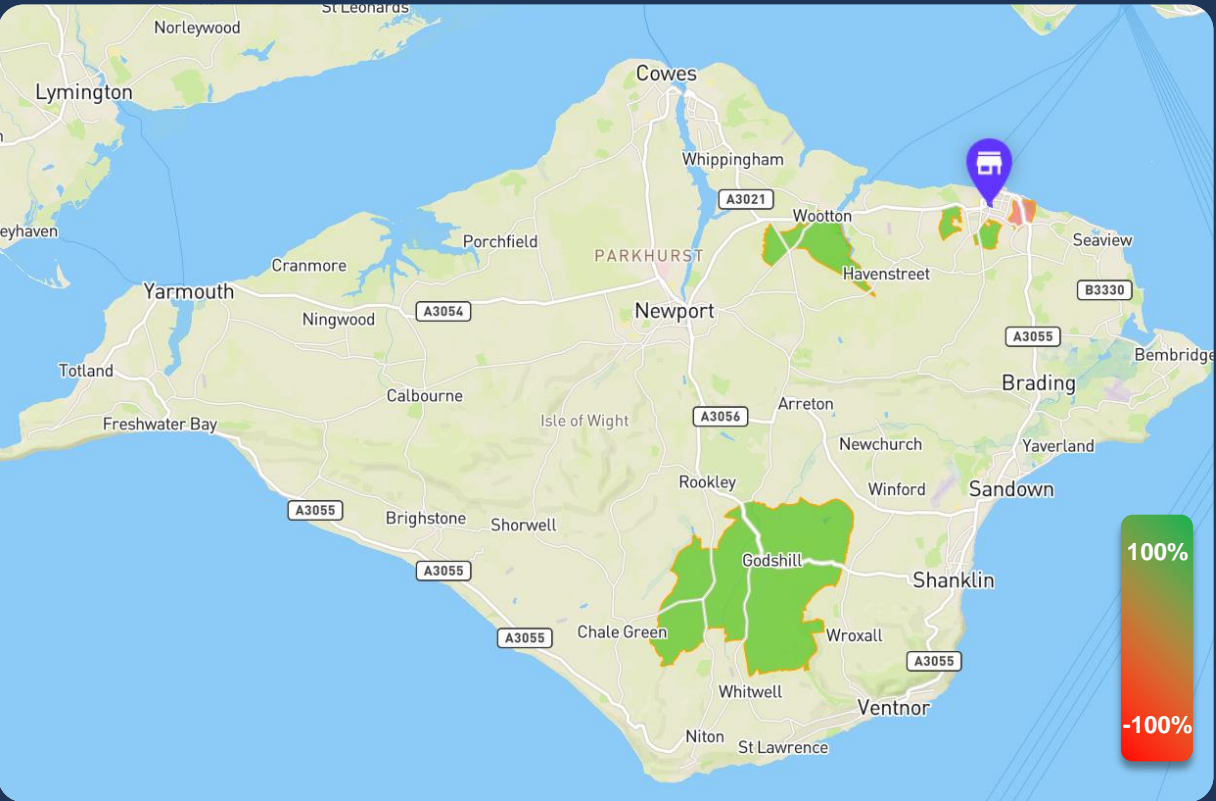 St Leonards
Norleywood
Lymington
Cowes
Whippingham
A3021
Wootton
eyhaven
Porchfield
PARKHURST
Seaview
Cranmore
Havenstreet
Yarmouth
B3330
Ningwood
A3054
Newport
A3055
Bembridge
Totland
Brading
Calbourne
Arreton
Freshwater Bay
Isle of Wight
A3056
Newchurch
Yaverland
Rookley
Winford
Sandown
A3055
Brighstone
Shorwell
100%
Godshill
A3055
Shanklin
Chale Green
A3055
Wroxall
A3055
Whitwell
Ventnor
-100%
Niton
St Lawrence